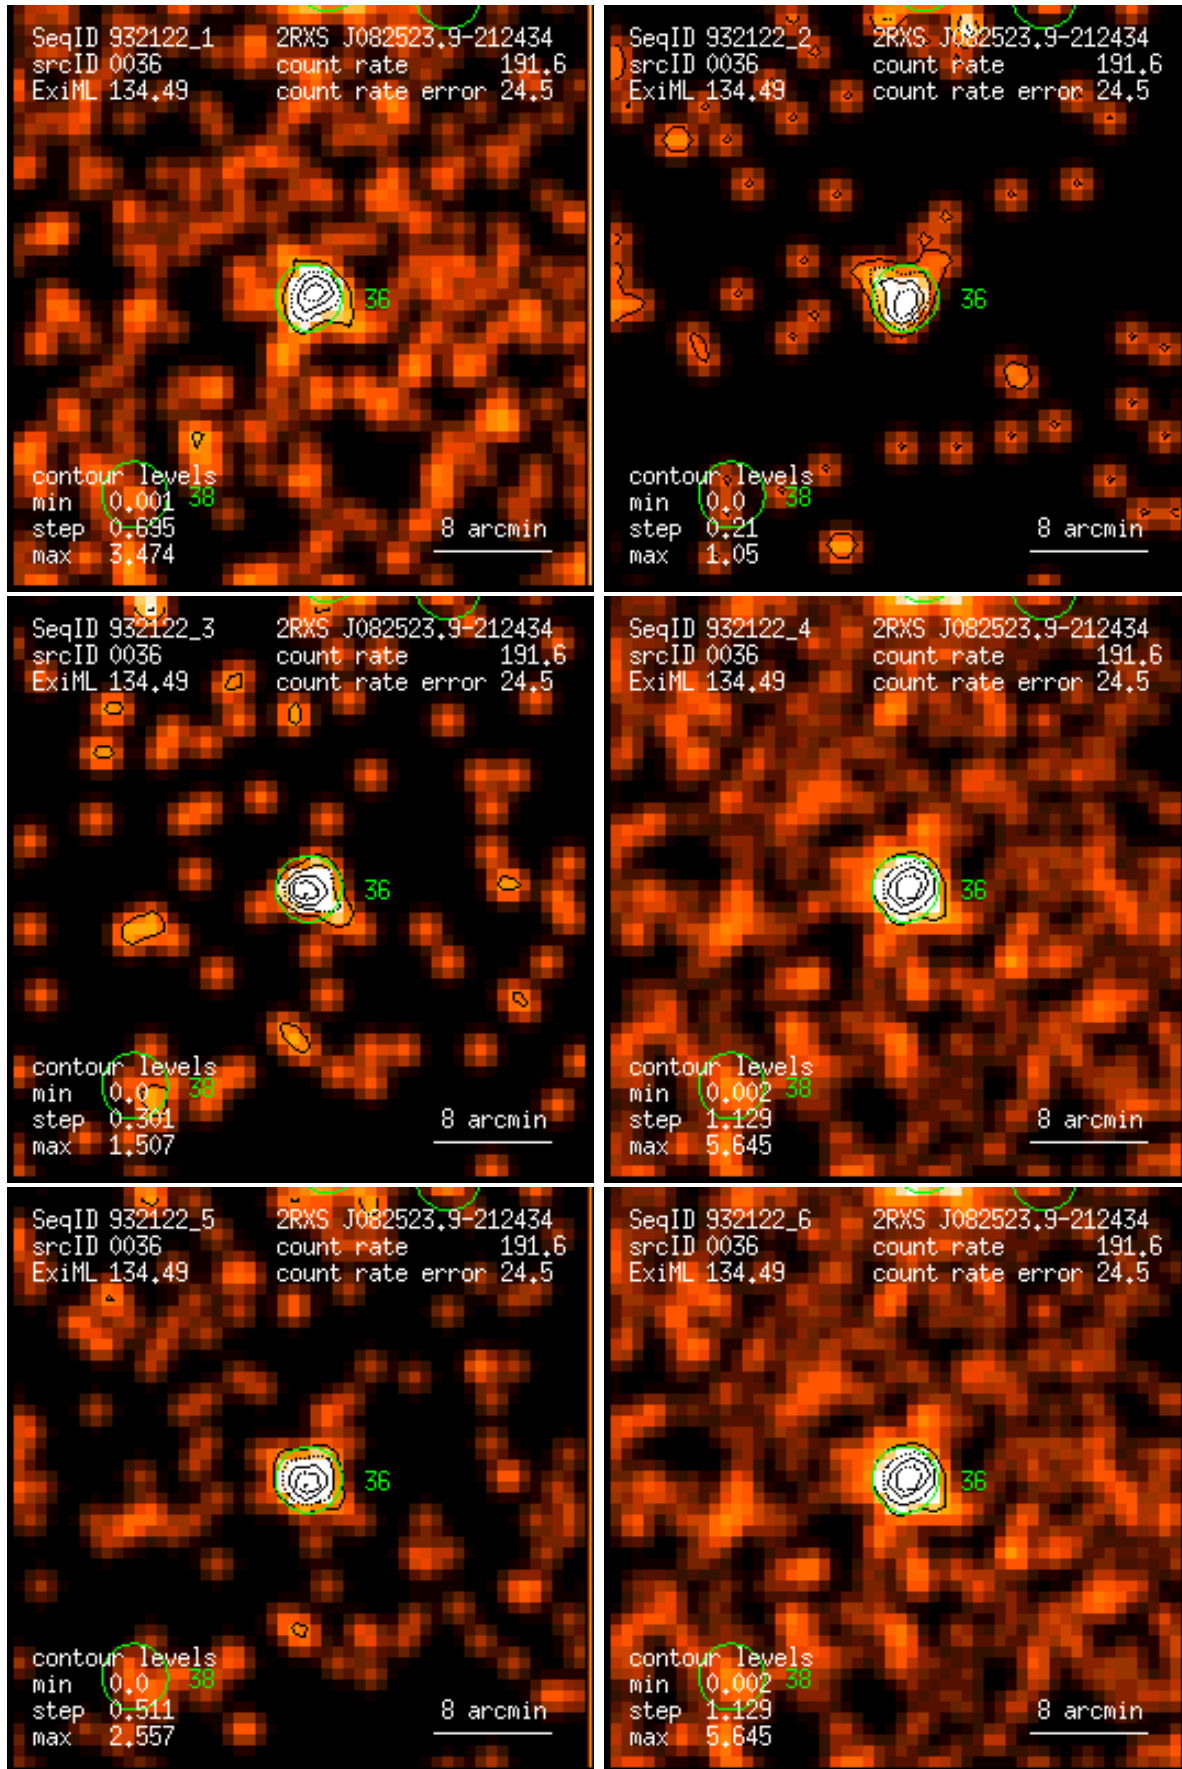 SeqID 932122_1 2RXS J082523.9-212434
srcID 0036 count rate 191.6
ExiML 134.49 count rate error 24.5
36
contour levels
min 0.001 38
step 0.695 8 arcmin
max 3.474
SeqID 932122_2 2RXS J082523.9-212434
srcID 0036 count rate 191.6
ExiML 134.49 count rate error 24.5
36
contour levels
min 0.0 38
step 0.21 8 arcmin
max 1.05
SeqID 932122_3 2RXS J082523.9-212434
srcID 0036 count rate 191.6
ExiML 134.49 count rate error 24.5
36
contour levels
min 0.0 38
step 0.301 8 arcmin
max 1.507
SeqID 932122_4 2RXS J082523.9-212434
srcID 0036 count rate 191.6
ExiML 134.49 count rate error 24.5
36
contour levels
min 0.002 38
step 1.129 8 arcmin
max 5.645
SeqID 932122_5 2RXS J082523.9-212434
srcID 0036 count rate 191.6
ExiML 134.49 count rate error 24.5
36
contour levels
min 0.0 38
step 0.511 8 arcmin
max 2.557
SeqID 932122_6 2RXS J082523.9-212434
srcID 0036 count rate 191.6
ExiML 134.49 count rate error 24.5
36
contour levels
min 0.002 38
step 1.129 8 arcmin
max 5.645